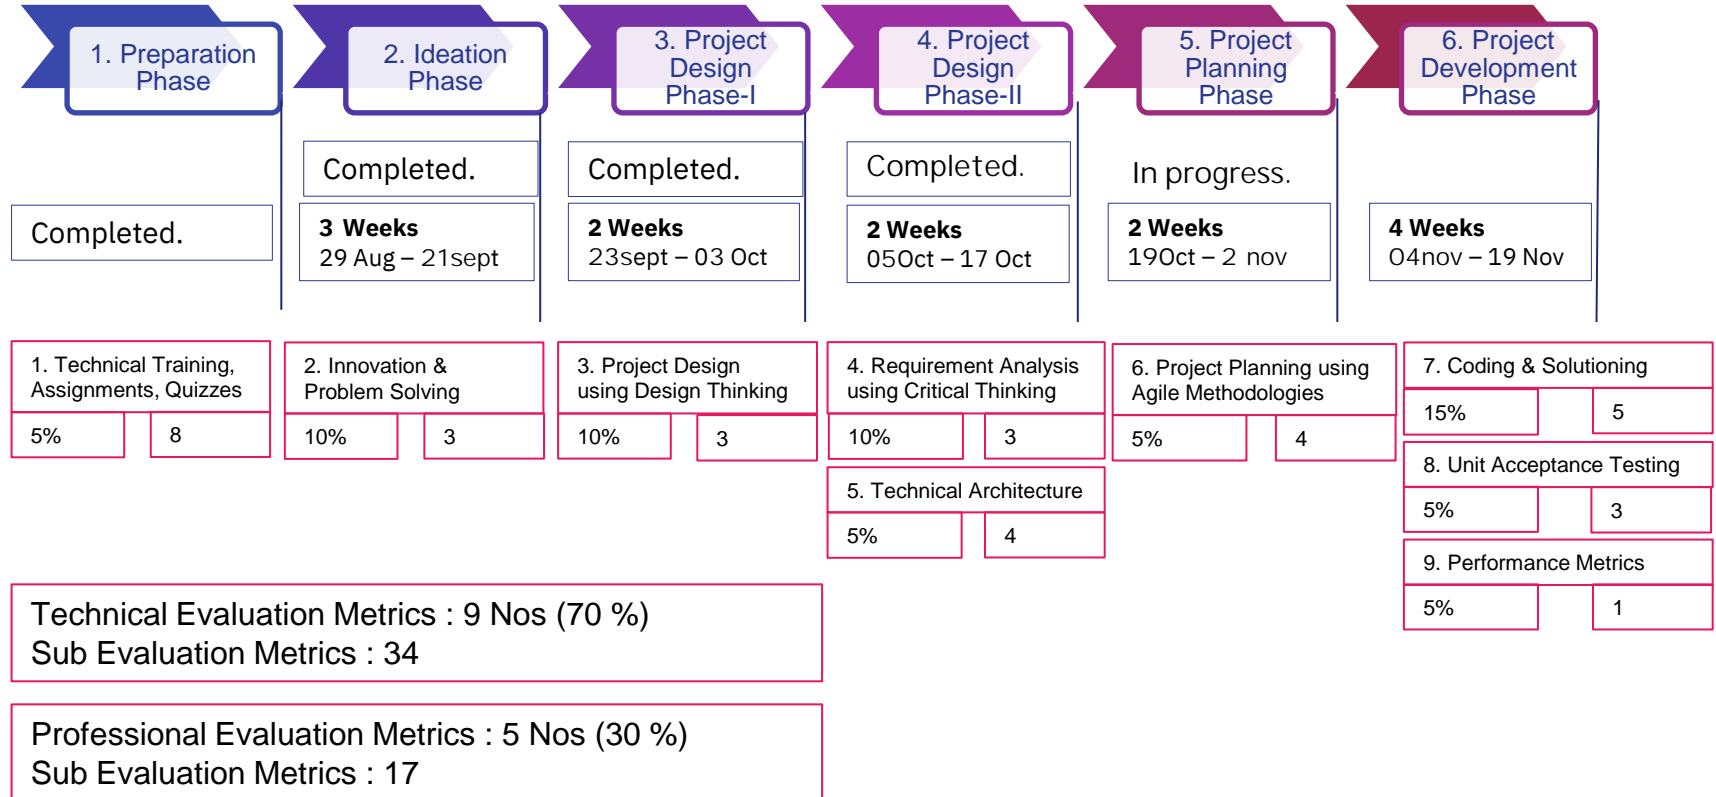 1. Preparation
Phase
2. Ideation
Phase
3. Project
Design
Phase-I
4. Project
Design
Phase-II
5. Project
Planning
Phase
6. Project
Development
Phase
Completed.
Completed.
3 Weeks
29 Aug – 21sept
Completed.
2 Weeks
23sept – 03 Oct
Completed.
2 Weeks
05Oct – 17 Oct
In progress.
2 Weeks
19Oct – 2 nov
4 Weeks
04nov – 19 Nov
1. Technical Training,
Assignments, Quizzes
5% 8
2. Innovation &
Problem Solving
10% 3
3. Project Design
using Design Thinking
10% 3
4. Requirement Analysis
using Critical Thinking
10% 3
5. Technical Architecture
5% 4
6. Project Planning using
Agile Methodologies
5% 4
7. Coding & Solutioning
15% 5
8. Unit Acceptance Testing
5% 3
9. Performance Metrics
5% 1
Technical Evaluation Metrics : 9 Nos (70 %)
Sub Evaluation Metrics : 34
Professional Evaluation Metrics : 5 Nos (30 %)
Sub Evaluation Metrics : 17